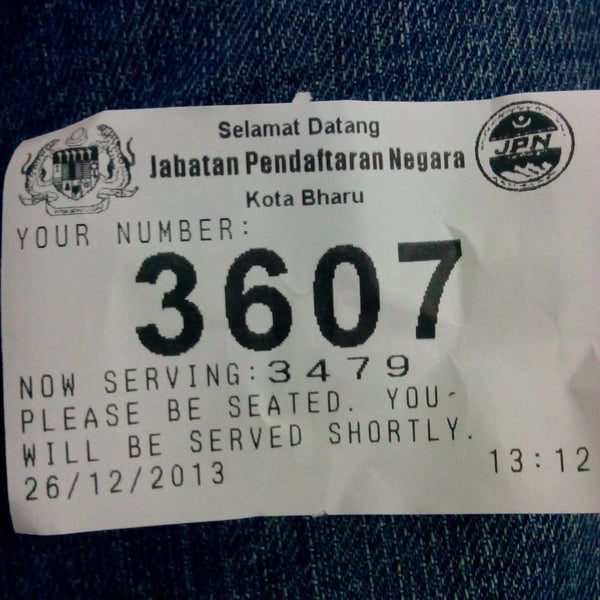 Selamat Datang
Jabatan Pendaftaran Negara
JPN
Kota Bharu
YOUR NUMBER:
3607
NOW SERVING:3479
PLEASE BE SEATED. YOU
WILL BE SERVED SHORTLY.
26/12/2013 13:12